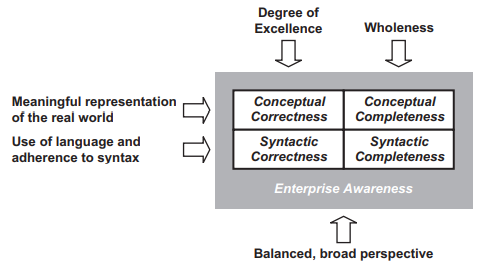 Degree of
Excellence
Wholeness
Meaningful representation
of the real world
Conceptual
Correctness
Conceptual
Completeness
Use of language and
adherence to syntax
Syntactic
Correctness
Syntactic
Completeness
Enterprise Awareness
Balanced, broad perspective